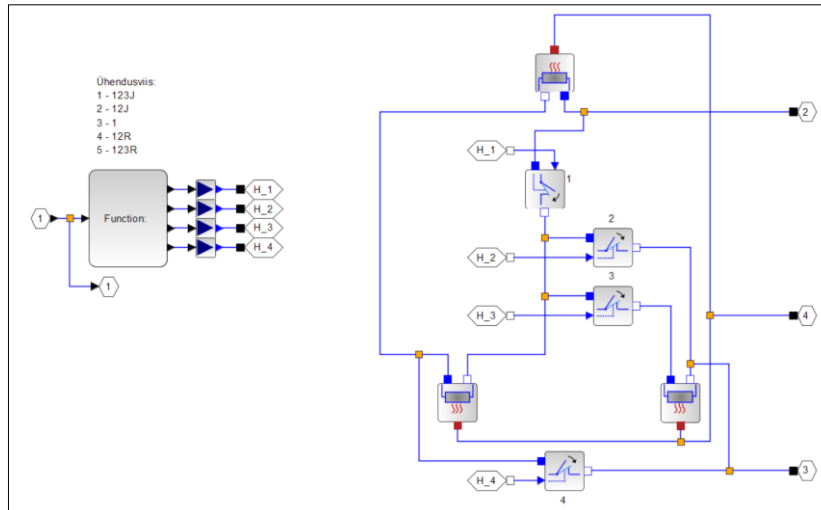 Ühendusviis:
1 - 123J
2 - 12J
3 - 1
4 - 12R
5 - 123R
1
Function:
H_1
H_2
H_3
H_4
1
2
H_1
1
2
H_2
3
H_3
4
H_4
4
3